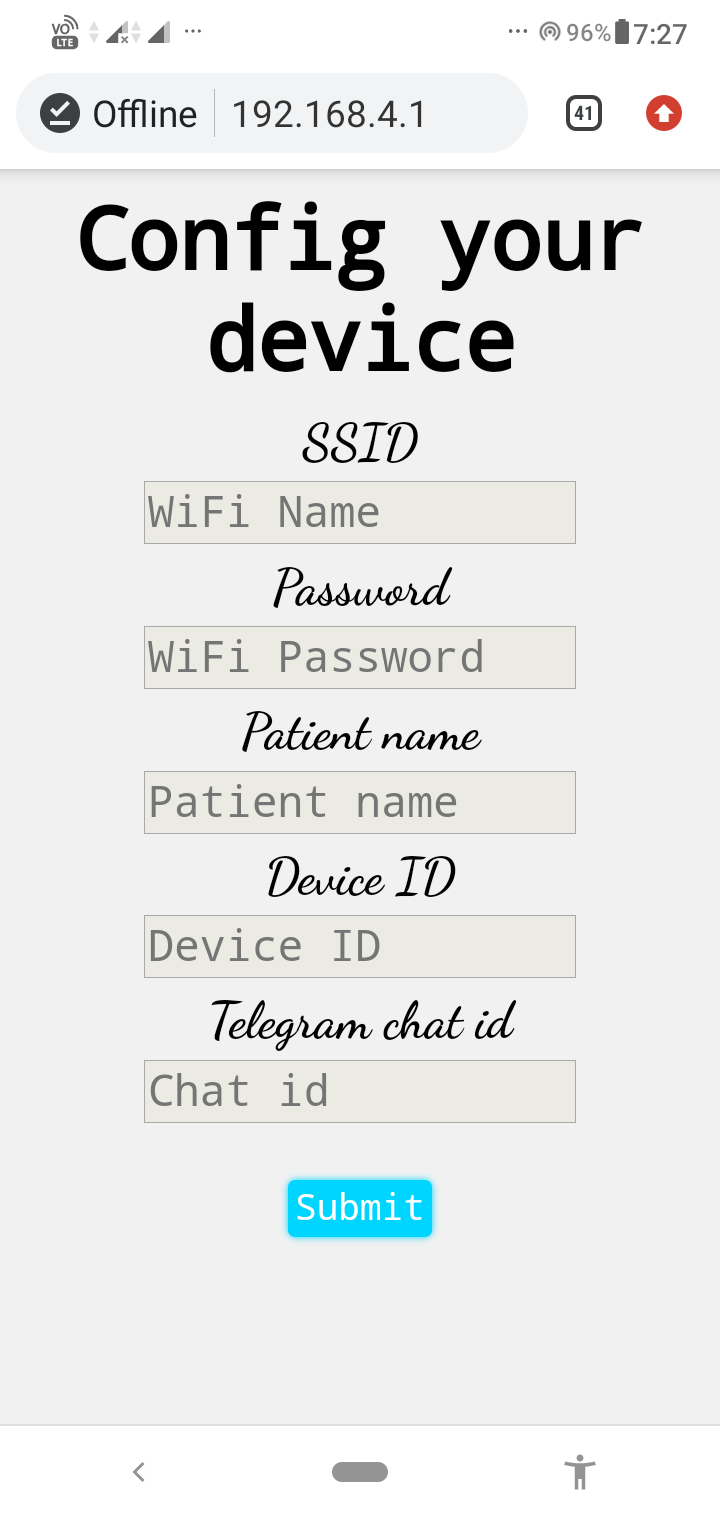 VO
LTE
... ... 96% 7:27
Offline 192.168.4.1 41
Config your
device
SSID
WiFi Name
Password
WiFi Password
Patient name
Patient name
Device ID
Device ID
Telegram chat id
Chat id
Submit